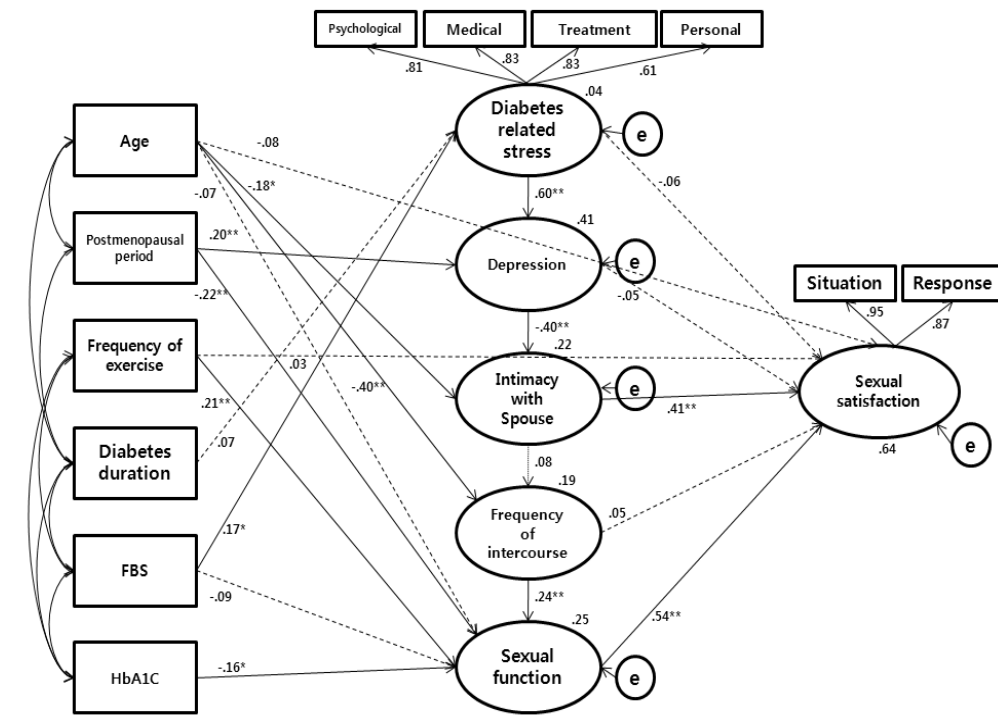 Psychological
Medical
Treatment
Personal
.81
.83
.83
.61
Diabetes
related
stress
.04
e
Age
-.08
-.18*
-.07
-.06
.60**
Postmenopausal
period
.20**
-.22**
Depression
.41
e
-.05
Situation
Response
.95
.87
-.40**
.22
Frequency of
exercise
.03
.21**
-.40**
Intimacy
with
Spouse
e
.41**
Sexual
satisfaction
.64
e
Diabetes
duration
.07
.08
.19
Frequency
of
intercourse
.05
FBS
.17*
-.09
.24**
.25
.54**
Sexual
function
e
HbA1C
-.16*